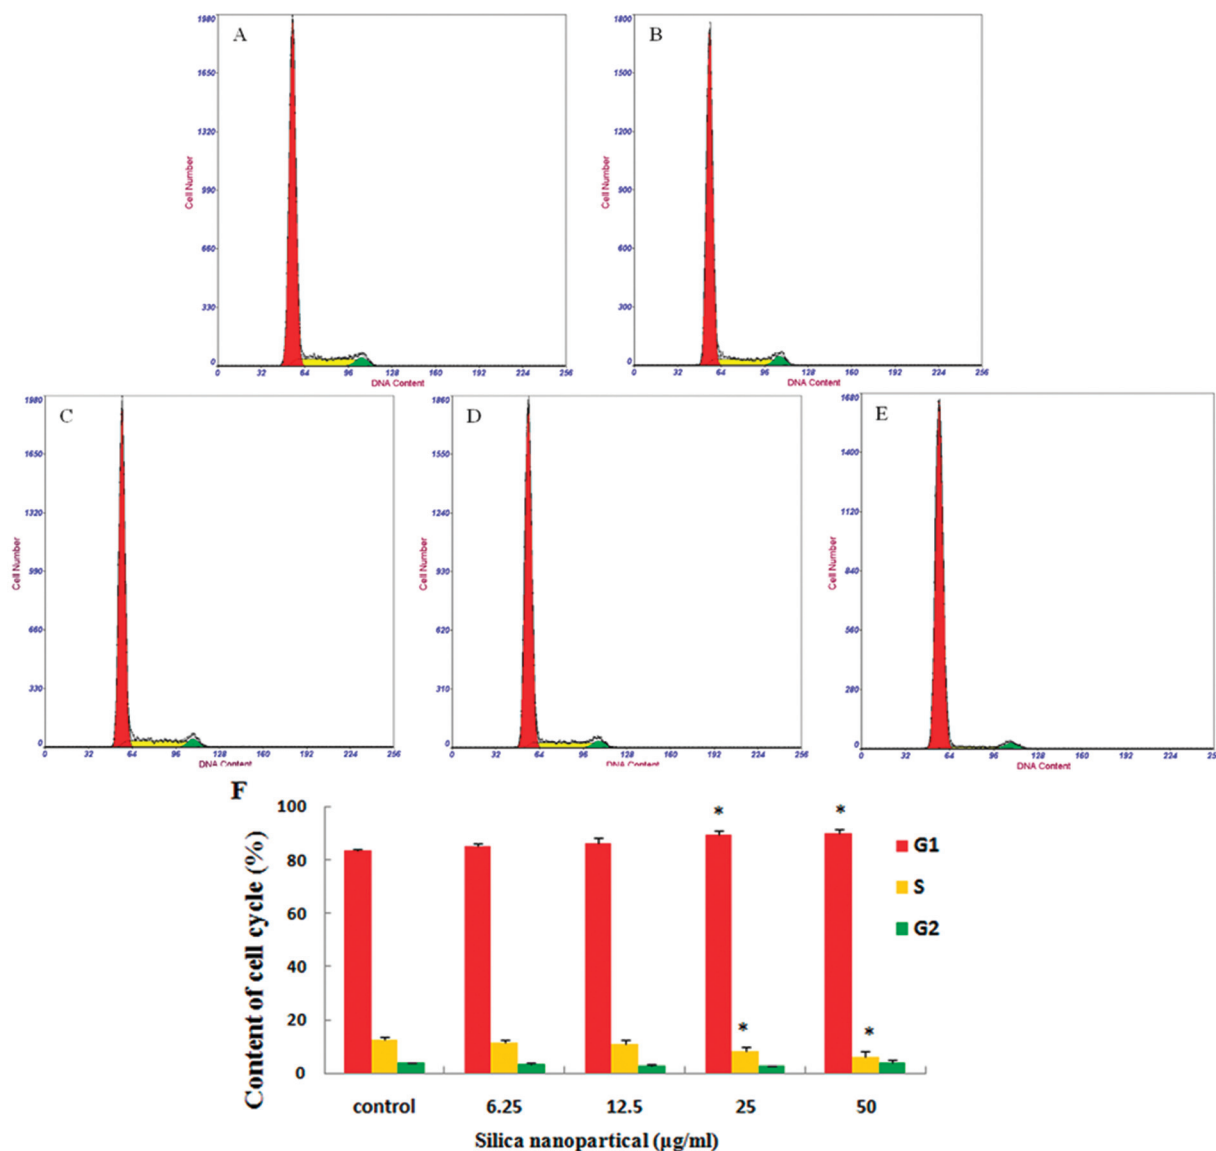 A
1980
1650
1320
990
660
330
0
Cell Number
0 32 64 96 128 160 192 224 256
DNA Content
B
1800
1500
1200
900
600
300
0
Cell Number
0 32 64 96 128 160 192 224 256
DNA Content
C
1980
1650
1320
990
660
330
0
Cell Number
0 32 64 96 128 160 192 224 256
DNA Content
D
1860
1550
1240
930
620
310
0
Cell Number
0 32 64 96 128 160 192 224 256
DNA Content
E
1680
1400
1120
840
560
280
0
Cell Number
0 32 64 96 128 160 192 224
DNA Content
F
100
80
60
40
20
0
Content of cell cycle (%)
* *
* *
G1
S
G2
control 6.25 12.5 25 50
Silica nanopartical (µg/ml)